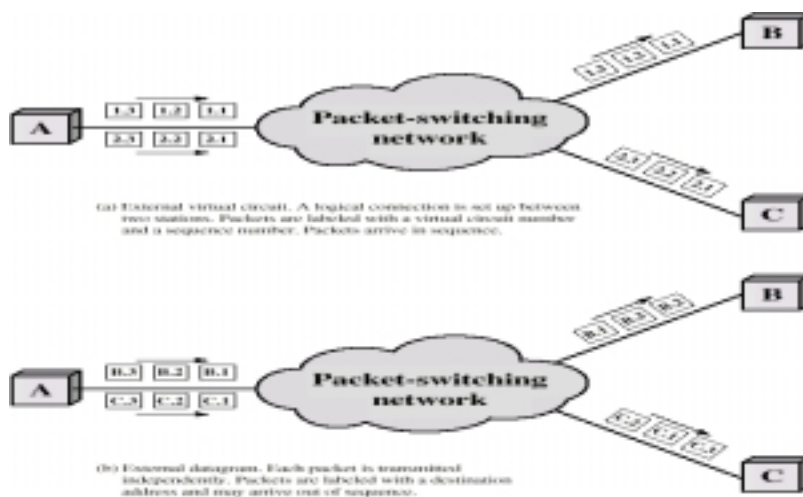 B
1.3 1.2 1.1
1.3 1.2 1.1
A
Packet-switching
network
2.3 2.2 2.1
2.3 2.2 2.1
(a) External virtual circuit. A logical connection is set up between
two stations. Packets are labeled with a virtual circuit number
and a sequence number. Packets arrive in sequence.
C
B
B.1
B.3 B.2 B.1
A
Packet-switching
network
C.3 C.2 C.1
C.2
(b) External datagram. Each packet is transmitted
independently. Packets are labeled with a destination
address and may arrive out of sequence.
C